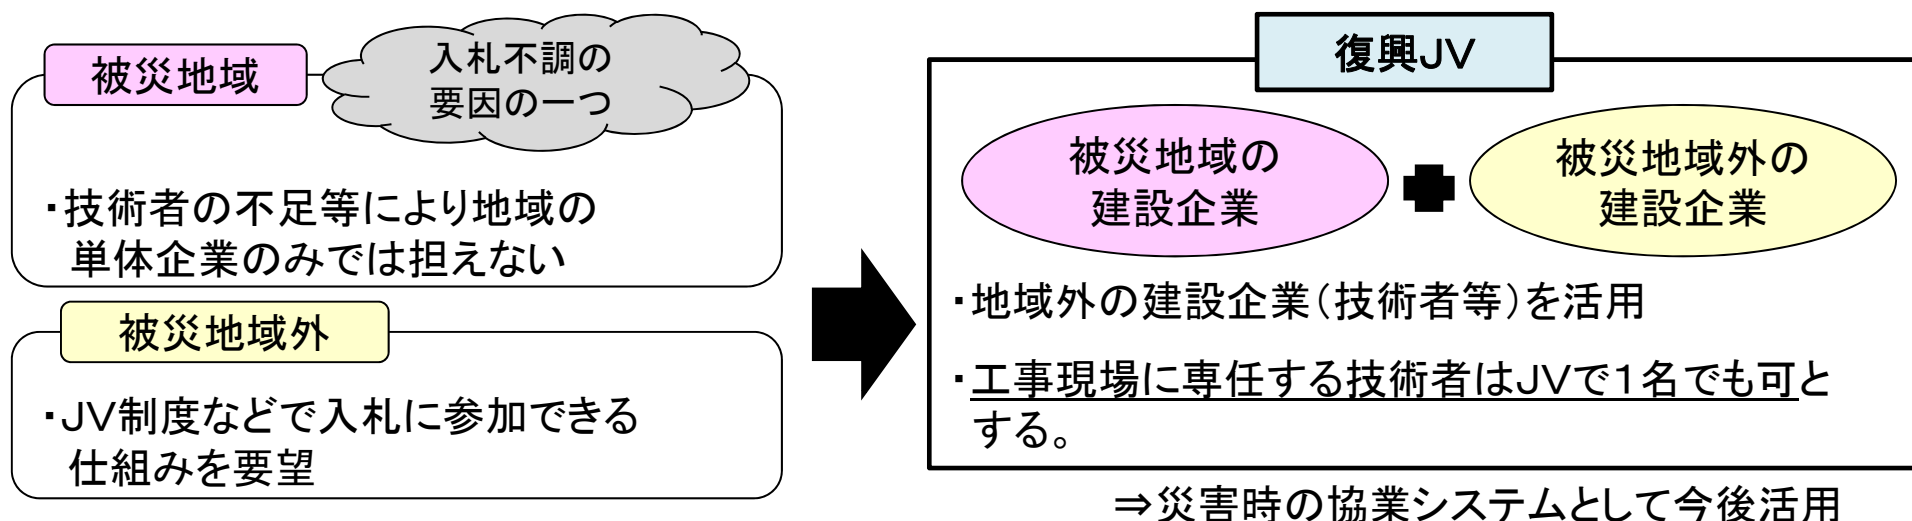 被災地域
入札不調の
要因の一つ
・技術者の不足等により地域の
単体企業のみでは担えない
被災地域外
・JV制度などで入札に参加できる
仕組みを要望
復興JV
被災地域の
建設企業
被災地域外の
建設企業
・地域外の建設企業(技術者等)を活用
・工事現場に専任する技術者はJVで1名でも可と
する。
⇒災害時の協業システムとして今後活用